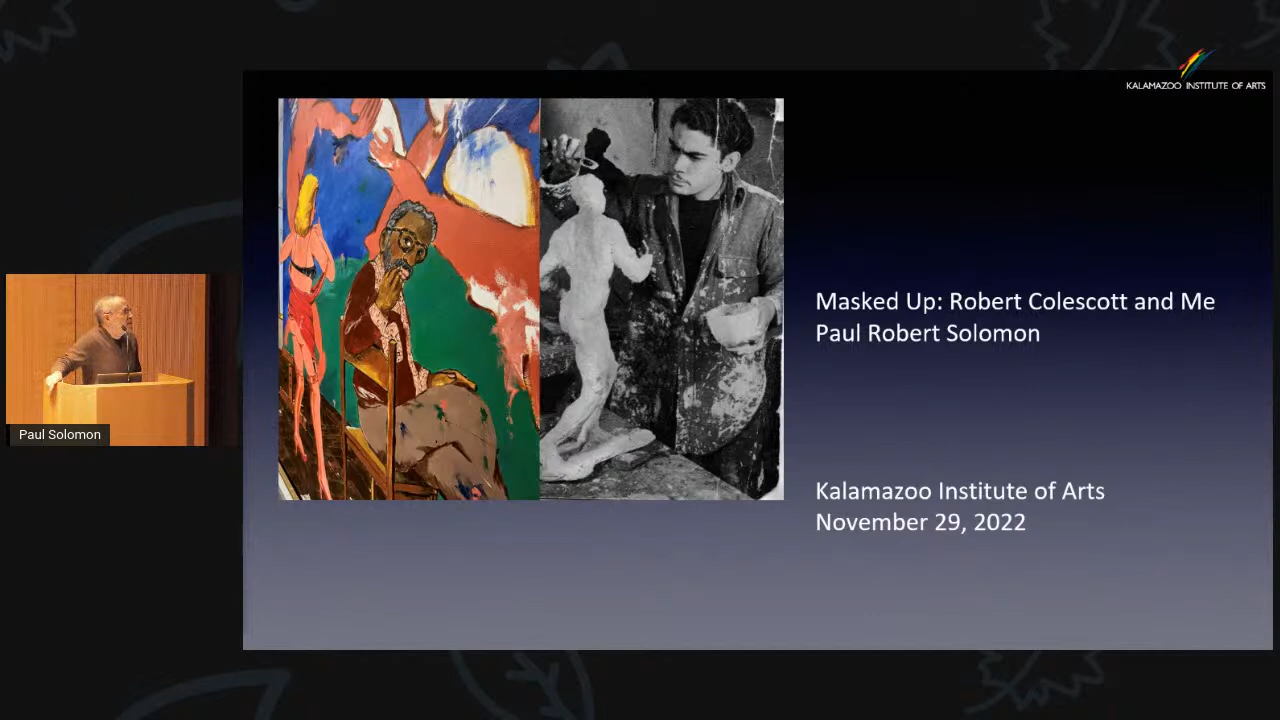 KALAMAZOO INSTITUTE OF ARTS
Masked Up: Robert Colescott and Me
Paul Robert Solomon
Kalamazoo Institute of Arts
November 29, 2022
Paul Solomon